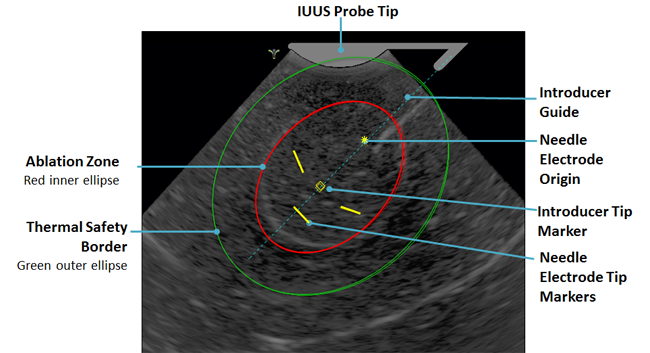 IUUS Probe Tip
Introducer
Guide
Needle
Electrode
Origin
Ablation Zone
Red inner ellipse
Introducer Tip
Marker
Thermal Safety
Border
Green outer ellipse
Needle
Electrode Tip
Markers